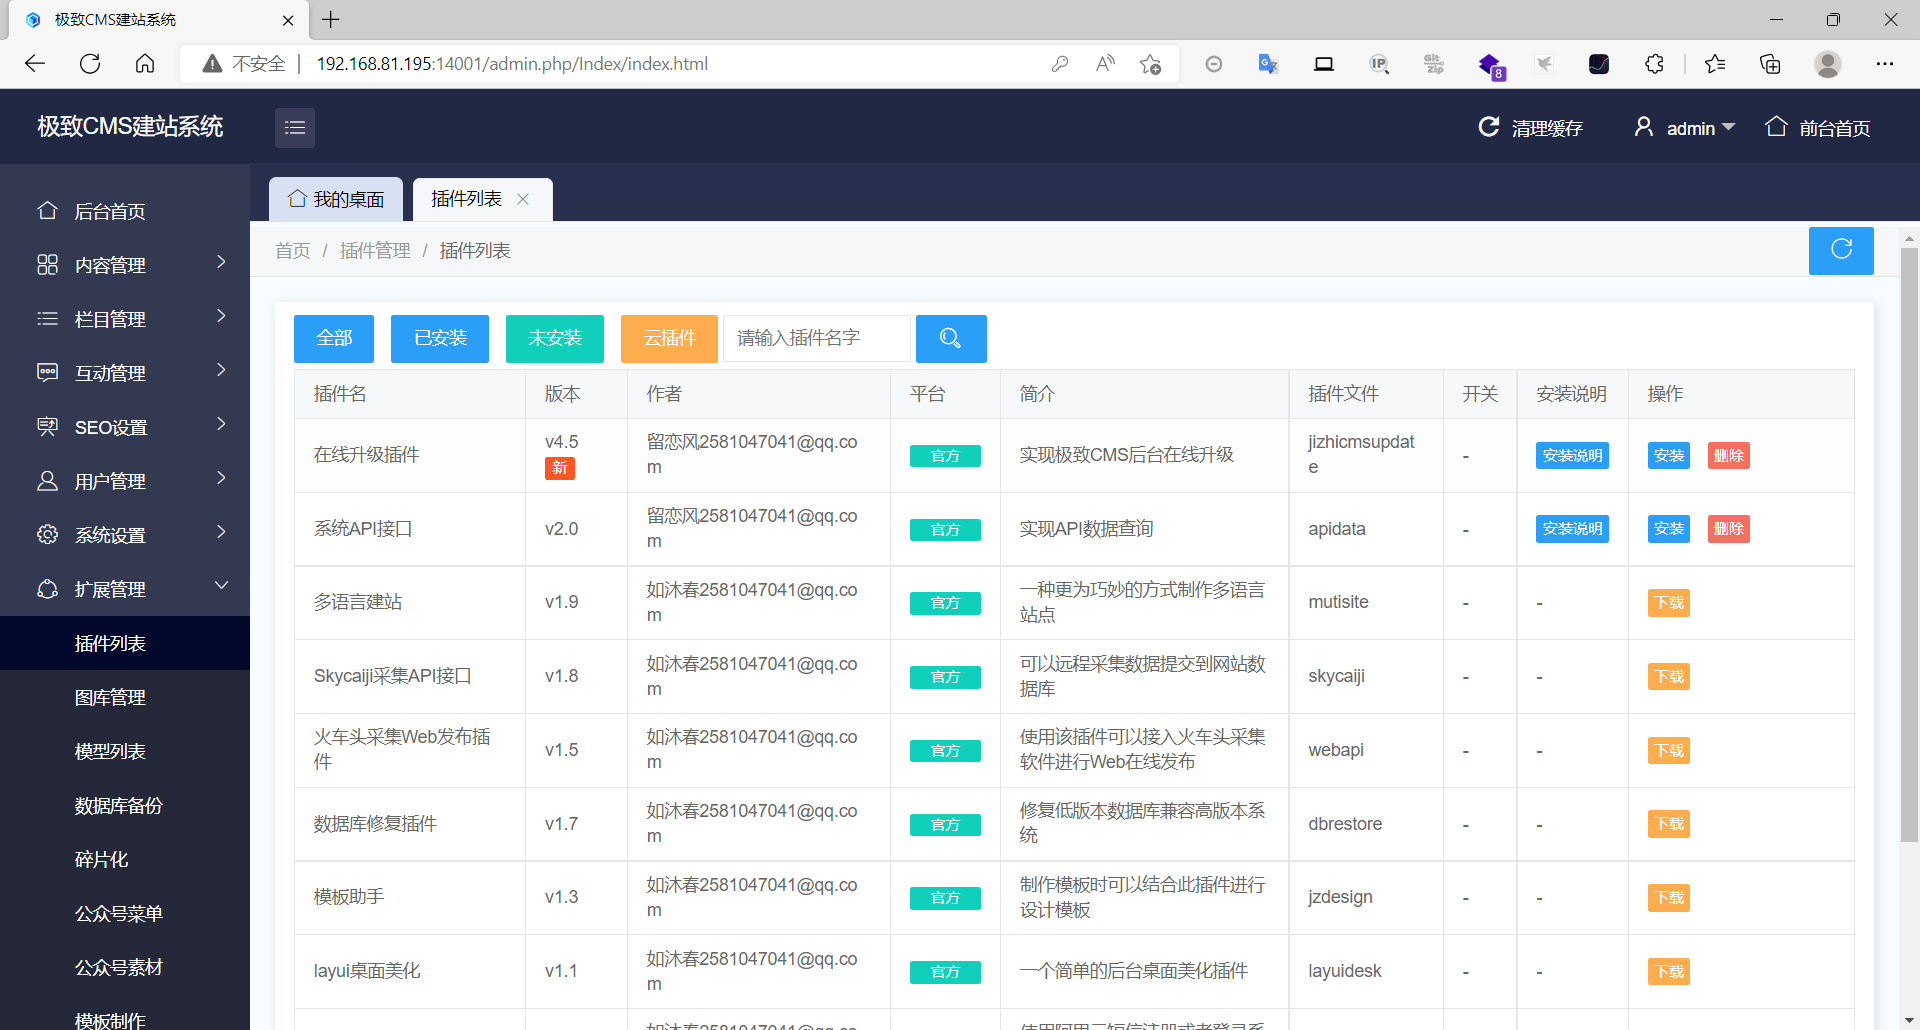 极致CMS建站系统
不安全
192.168.81.195:14001/admin.php/Index/index.html
IP
Git
zip
8
极致CMS建站系统
清理缓存
admin
前台首页
后台首页
内容管理
栏目管理
互动管理
SEO设置
用户管理
系统设置
扩展管理
插件列表
图库管理
模型列表
数据库备份
碎片化
公众号菜单
公众号素材
模板制作
我的桌面
插件列表
首页 / 插件管理 / 插件列表
全部 已安装 未安装 云插件 请输入插件名字
插件名 版本 作者 平台 简介 插件文件 开关 安装说明 操作
在线升级插件 v4.5 新 留恋风2581047041@qq.co
m 官方 实现极致CMS后台在线升级 jizhicmsupdat
e - 安装说明 安装 删除
系统API接口 v2.0 留恋风2581047041@qq.co
m 官方 实现API数据查询 apidata - 安装说明 安装 删除
多语言建站 v1.9 如沐春2581047041@qq.co
m 官方 一种更为巧妙的方式制作多语言
站点 mutisite - - 下载
Skycaiji采集API接口 v1.8 如沐春2581047041@qq.co
m 官方 可以远程采集数据提交到网站数
据库 skycaiji - - 下载
火车头采集Web发布插
件 v1.5 如沐春2581047041@qq.co
m 官方 使用该插件可以接入火车头采集
软件进行Web在线发布 webapi - - 下载
数据库修复插件 v1.7 如沐春2581047041@qq.co
m 官方 修复低版本数据库兼容高版本系
统 dbrestore - - 下载
模板助手 v1.3 如沐春2581047041@qq.co
m 官方 制作模板时可以结合此插件进行
设计模板 jzdesign - - 下载
layui桌面美化 v1.1 如沐春2581047041@qq.co
m 官方 一个简单的后台桌面美化插件 layuidesk - - 下载